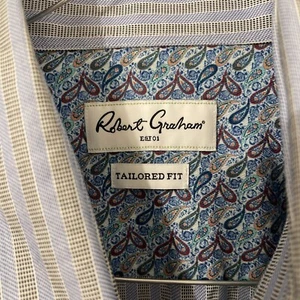 Robert Graham®
EST 01
TAILORED FIT